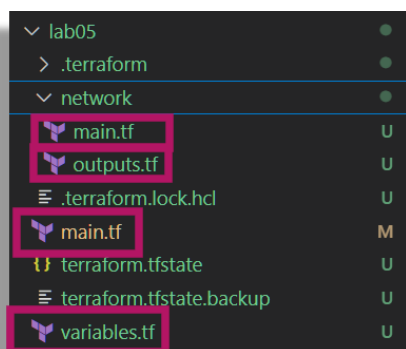 lab05
.terraform
network
main.tf U
outputs.tf U
.terraform.lock.hcl U
main.tf M
terraform.tfstate U
terraform.tfstate.backup U
variables.tf U